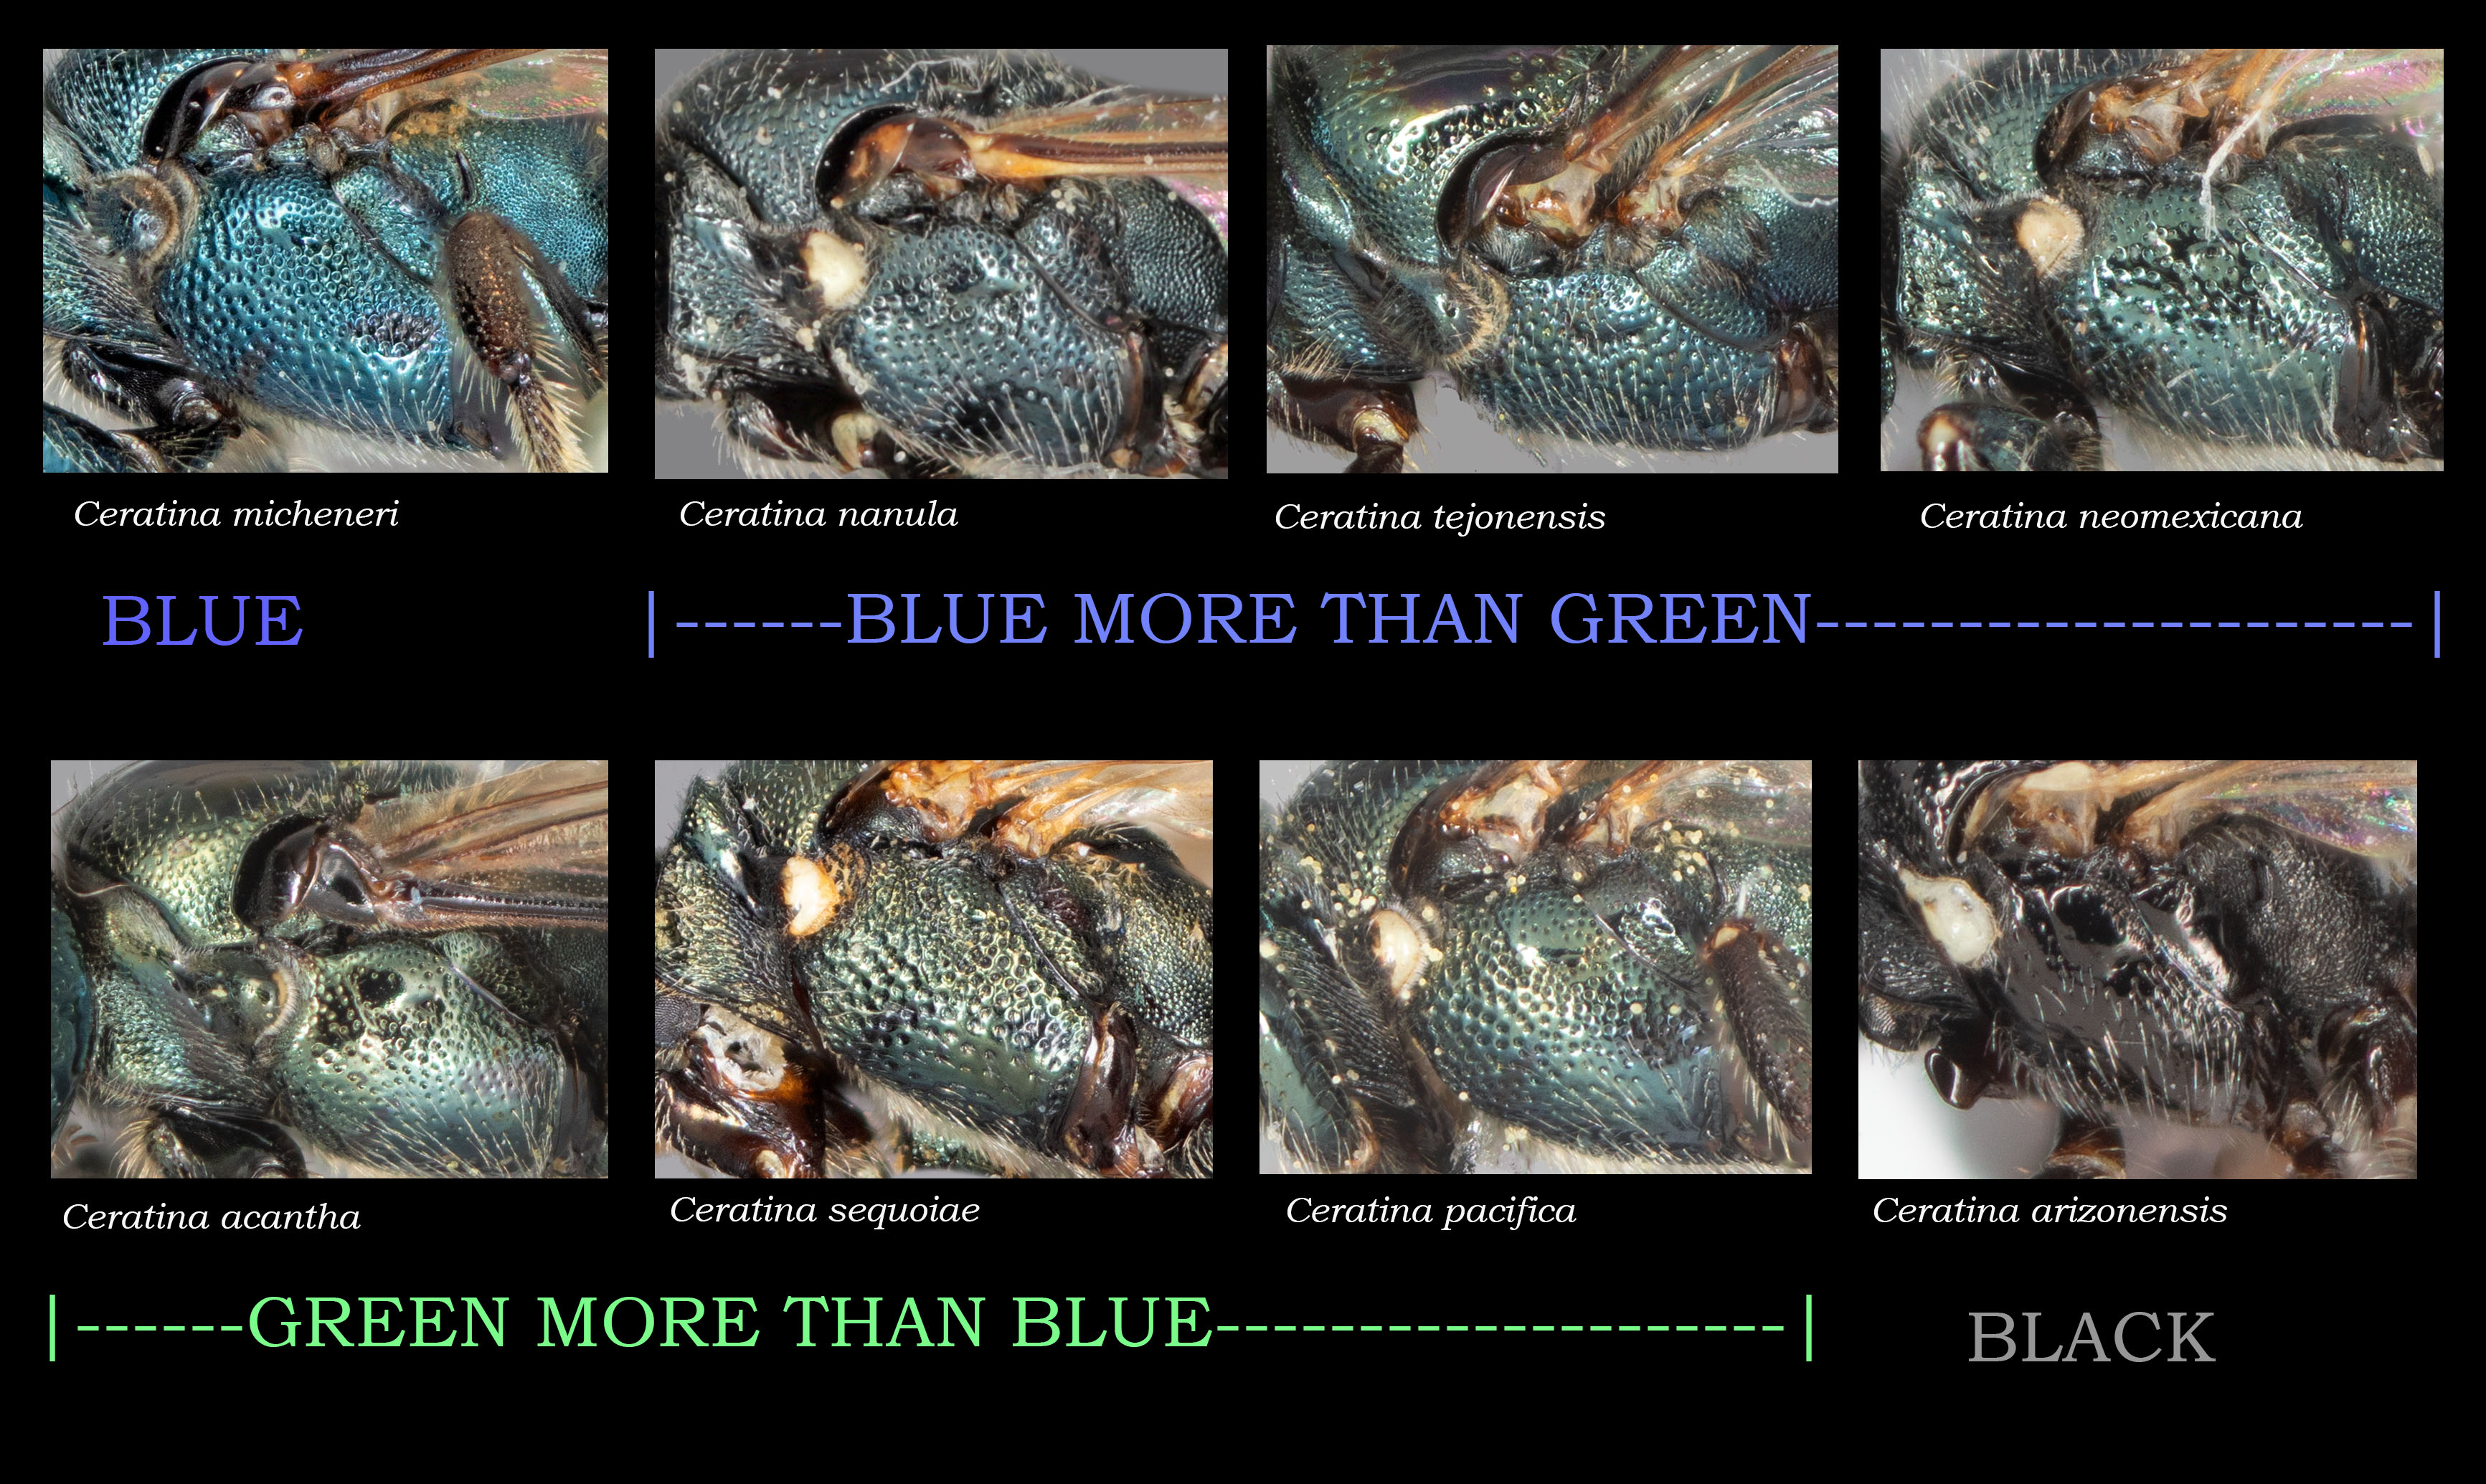 Ceratina micheneri
Ceratina nanula
Ceratina tejonensis
Ceratina neomexicana
BLUE
|------BLUE MORE THAN GREEN---------------------|
Ceratina acantha
Ceratina sequoiae
Ceratina pacifica
Ceratina arizonensis
|------GREEN MORE THAN BLUE--------------------|
BLACK